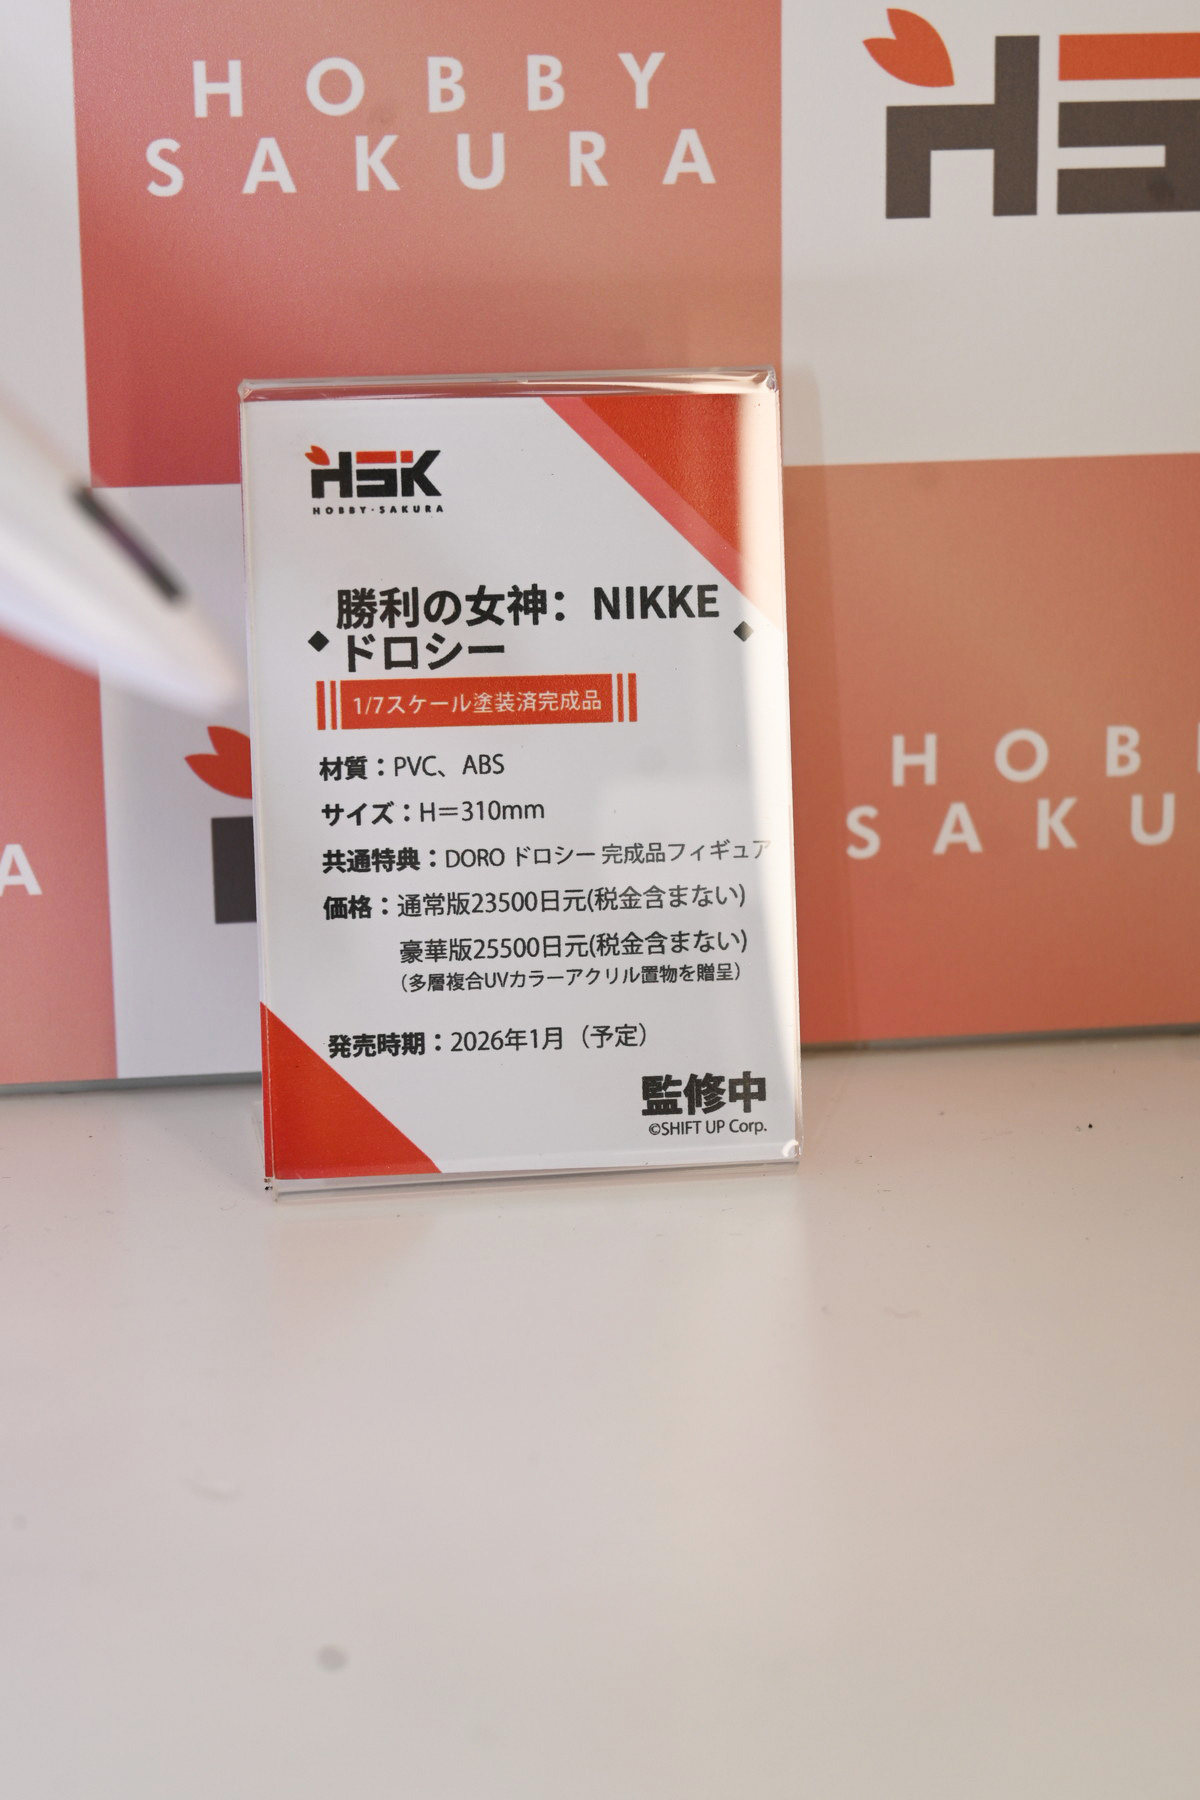 HOBBY
SAKURA
HS
HSK
HOBBY·SAKURA
勝利の女神：NIKKE
◆ドロシー◆
1/7スケール塗装済完成品
材質：PVC、ABS
サイズ：H＝310mm
共通特典：DORO ドロシー 完成品フィギュア
価格：通常版23500日元(税金含まない)
豪華版25500日元(税金含まない)
（多層複合UVカラーアクリル置物を贈呈）
発売時期：2026年1月（予定）
監修中
©SHIFT UP Corp.
HOB
SAKU
A